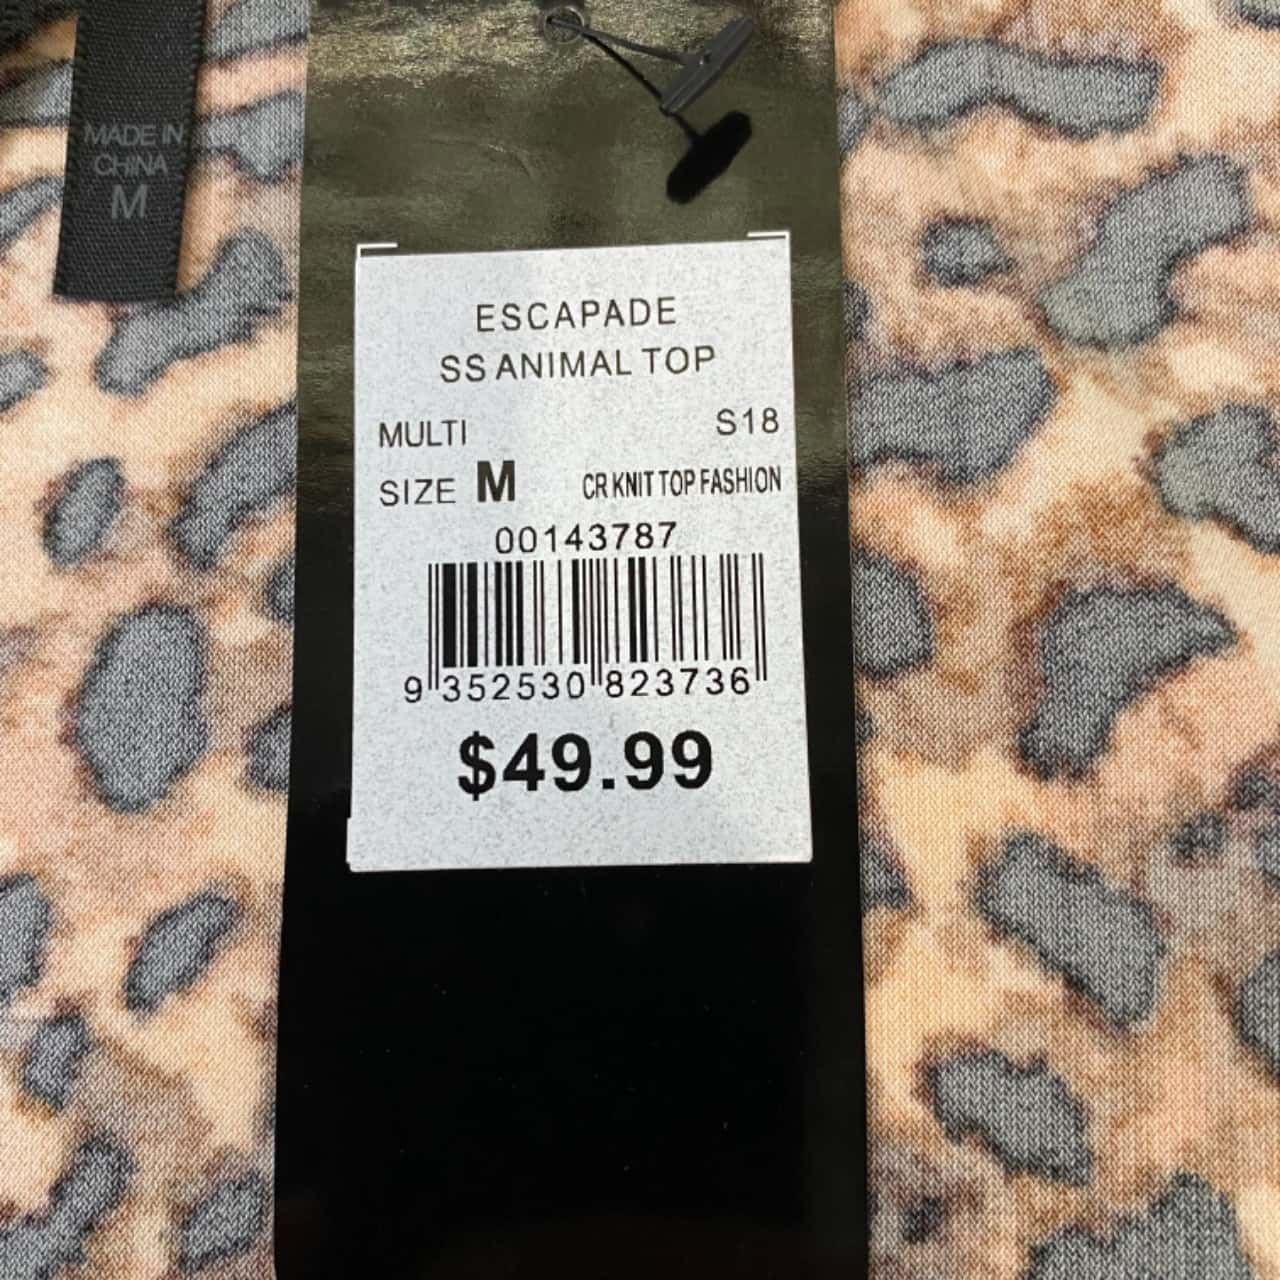 MADE IN
CHINA
M
ESCAPADE
SS ANIMAL TOP
MULTI S18
SIZE M CR KNIT TOP FASHION
00143787
9 352530 823736
$49.99